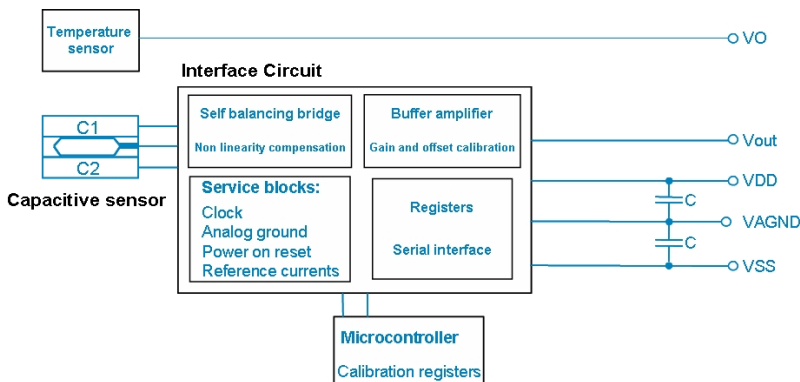 Temperature
sensor
VO
Interface Circuit
Self balancing bridge
Non linearity compensation
Buffer amplifier
Gain and offset calibration
C1
C2
Capacitive sensor
Vout
VDD
C
VAGND
C
VSS
Service blocks:
Clock
Analog ground
Power on reset
Reference currents
Registers
Serial interface
Microcontroller
Calibration registers